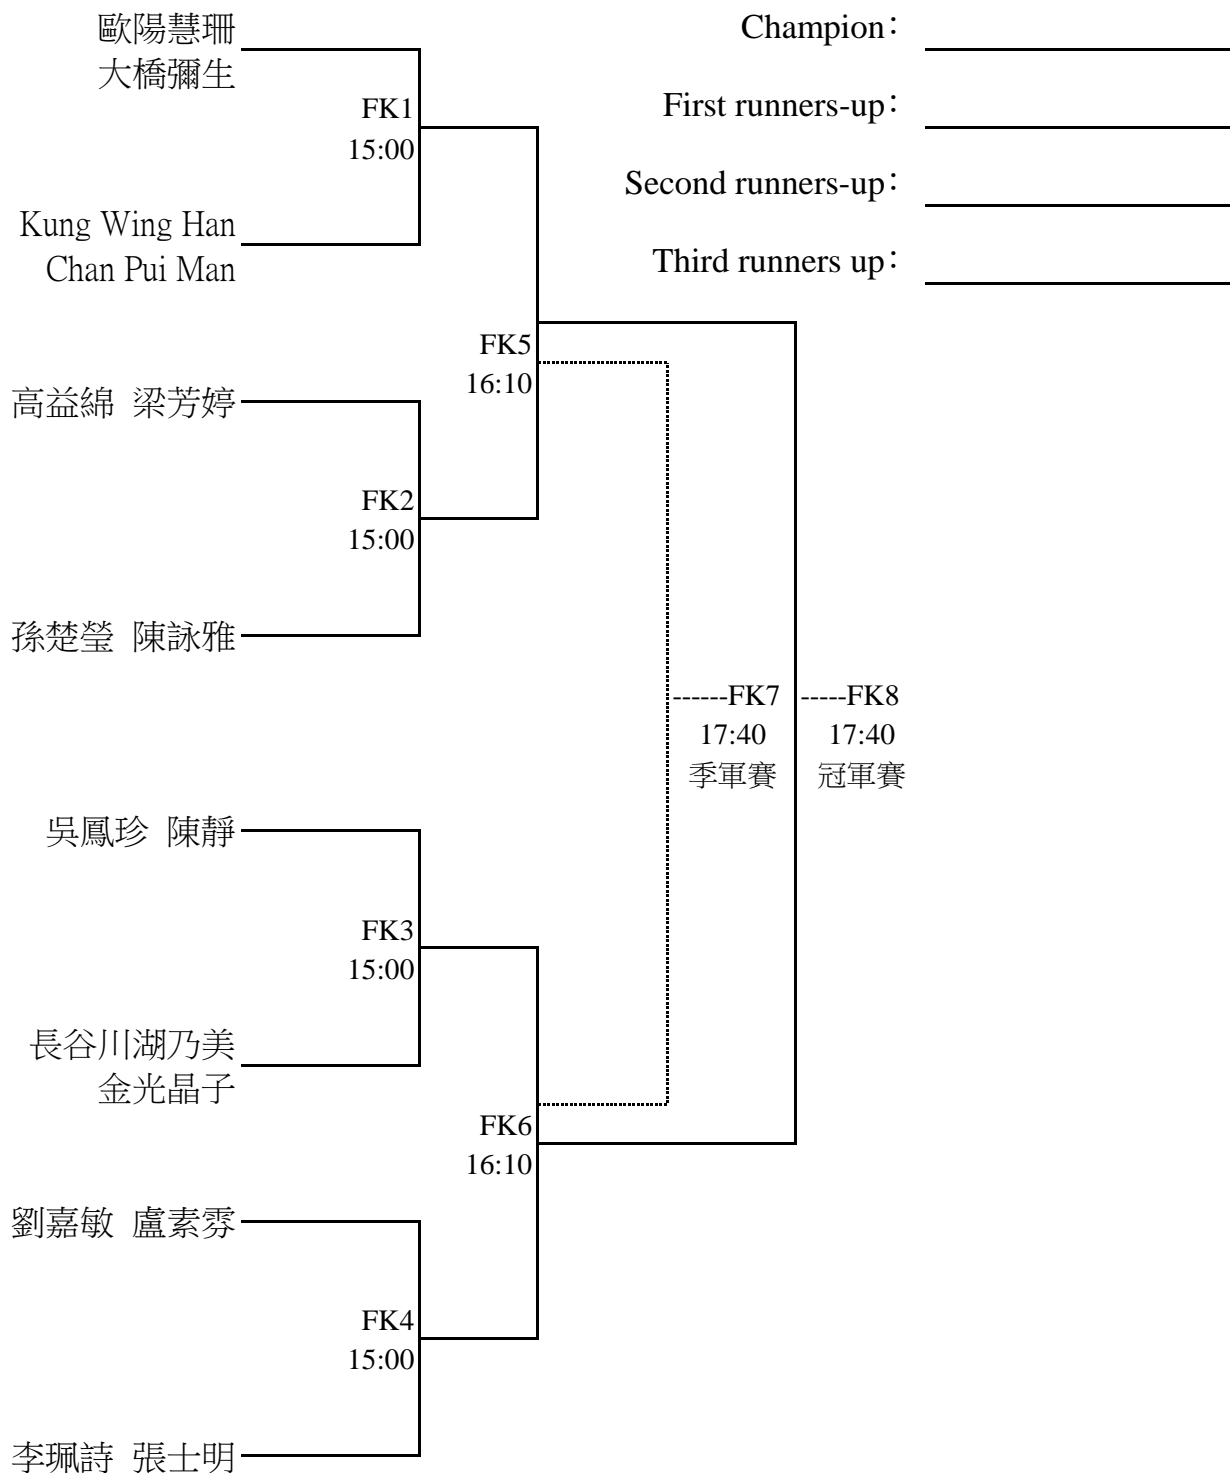 歐陽慧珊
大橋彌生
Champion：
FK1
15:00
First runners-up：
Second runners-up：
Kung Wing Han
Chan Pui Man
Third runners up：
FK5
16:10
高益綿 梁芳婷
FK2
15:00
孫楚瑩 陳詠雅
------FK7
17:40
季軍賽
-----FK8
17:40
冠軍賽
吳鳳珍 陳靜
FK3
15:00
長谷川湖乃美
金光晶子
FK6
16:10
劉嘉敏 盧素雰
FK4
15:00
李珮詩 張士明